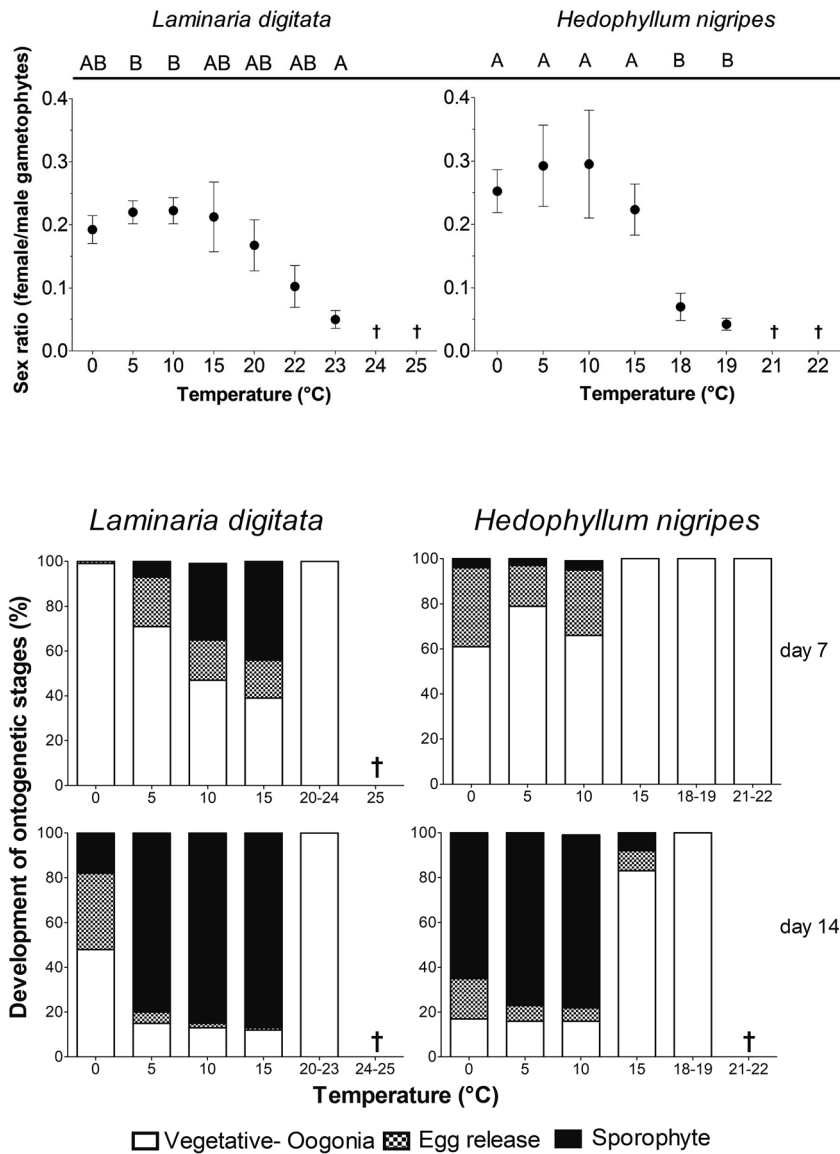 Laminaria digitata
Hedophyllum nigripes
AB B B AB AB AB A
A A A A B B
Sex ratio (female/male gametophytes)
0.4
0.3
0.2
0.1
0.0
† †
0 5 10 15 20 22 23 24 25
Temperature (°C)
0.4
0.3
0.2
0.1
0.0
† †
0 5 10 15 18 19 21 22
Temperature (°C)
Laminaria digitata
Hedophyllum nigripes
Development of ontogenetic stages (%)
100
80
60
40
20
0
†
0 5 10 15 20-24 25
100
80
60
40
20
0
0 5 10 15 18-19 21-22
day 7
100
80
60
40
20
0
†
0 5 10 15 20-23 24-25
100
80
60
40
20
0
†
0 5 10 15 18-19 21-22
day 14
Temperature (°C)
Vegetative- Oogonia Egg release Sporophyte